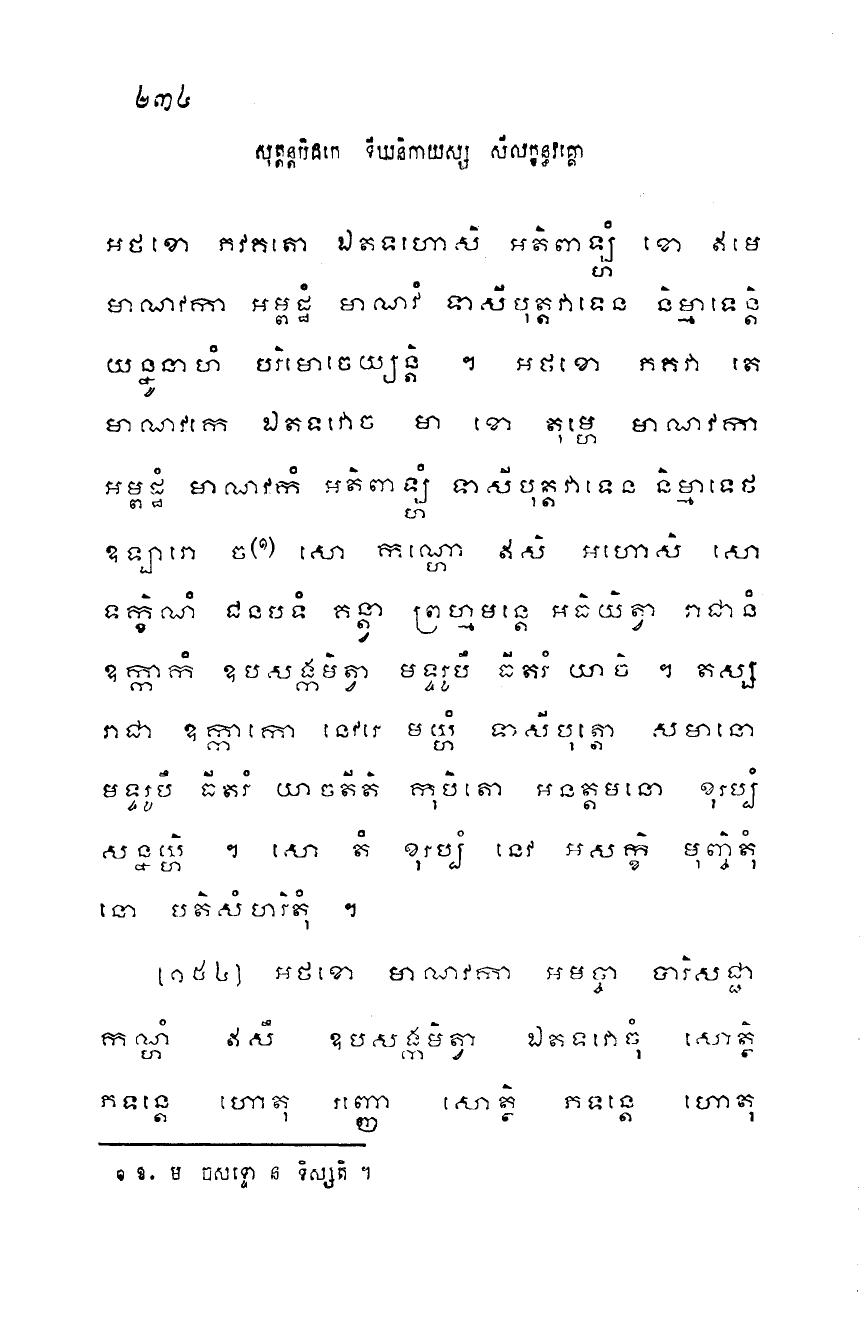 ២៣៤
សុត្តន្តបិដកេ ទីឃនិកាយស្ស សីលក្ខន្ធវគ្គោ
អថខោ ភគវតោ ឯតទហោសិ អតិពាឡ្ហំ ខោ ឥមេ
មាណវកា អម្ពដ្ឋំ មាណវំ ទាសីបុត្តវាទេន និម្មាទេន្តិ
យន្នូនាហំ បរិមោចេយ្យន្តិ ។ អថខោ ភគវា តេ
មាណវកេ ឯតទវោច មា ខោ តុម្ហេ មាណវកា
អម្ពដ្ឋំ មាណវកំ អតិពាឡ្ហំ ទាសីបុត្តវាទេន និម្មាទេថ
ឧឡារោ ច(១) សោ កណ្ហោ ឥសិ អហោសិ សោ
ទក្ខិណំ ជនបទំ គន្ត្វា ព្រហ្មមន្តេ អធិយិត្វា រាជានំ
ឧក្កាកំ ឧបសង្កមិត្វា មទ្ទរូបឹ ធីតរំ យាចិ ។ តស្ស
រាជា ឧក្កាកោ នេវរេ មយ្ហំ ទាសីបុត្តោ សមានោ
មទ្ទរូបឹ ធីតរំ យាចតីតិ កុបិតោ អនត្តមនោ ខុរប្បំ
សន្នយ្ហិ ។ សោ តំ ខុរប្បំ នេវ អសក្ខិ មុញ្ចិតុំ
នោ បតិសំហរិតុំ ។
[១៥៤] អថខោ មាណវកា អមច្ចា បារិសជ្ជា
កណ្ហំ ឥសឹ ឧបសង្កមិត្វា ឯតទវោចុំ សោត្ថិ
ភទន្តេ ហោតុ រញ្ញោ សោត្ថិ ភទន្តេ ហោតុ
១ ឱ. ម ចសទ្ទោ ន ទិស្សតិ ។